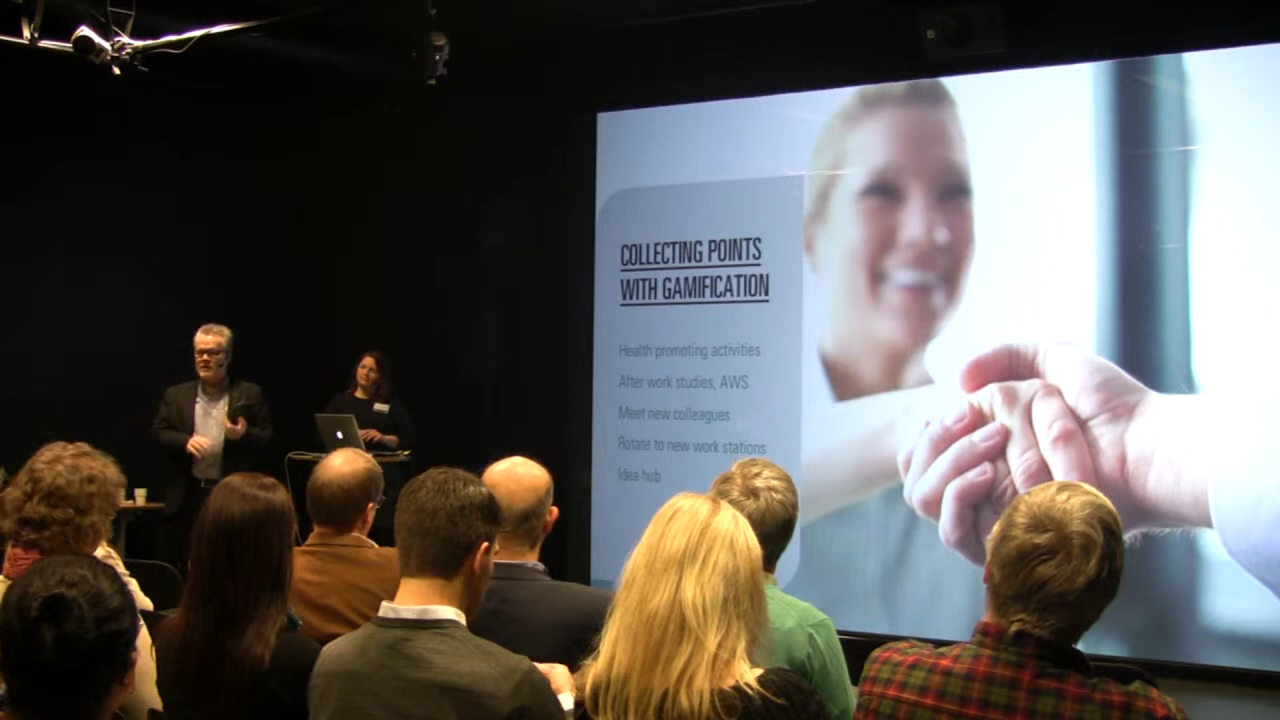 COLLECTING POINTS
WITH GAMIFICATION
Health promoting activities
After work studies, AWS
Meet new colleagues
Rotate to new work stations
Idea hub